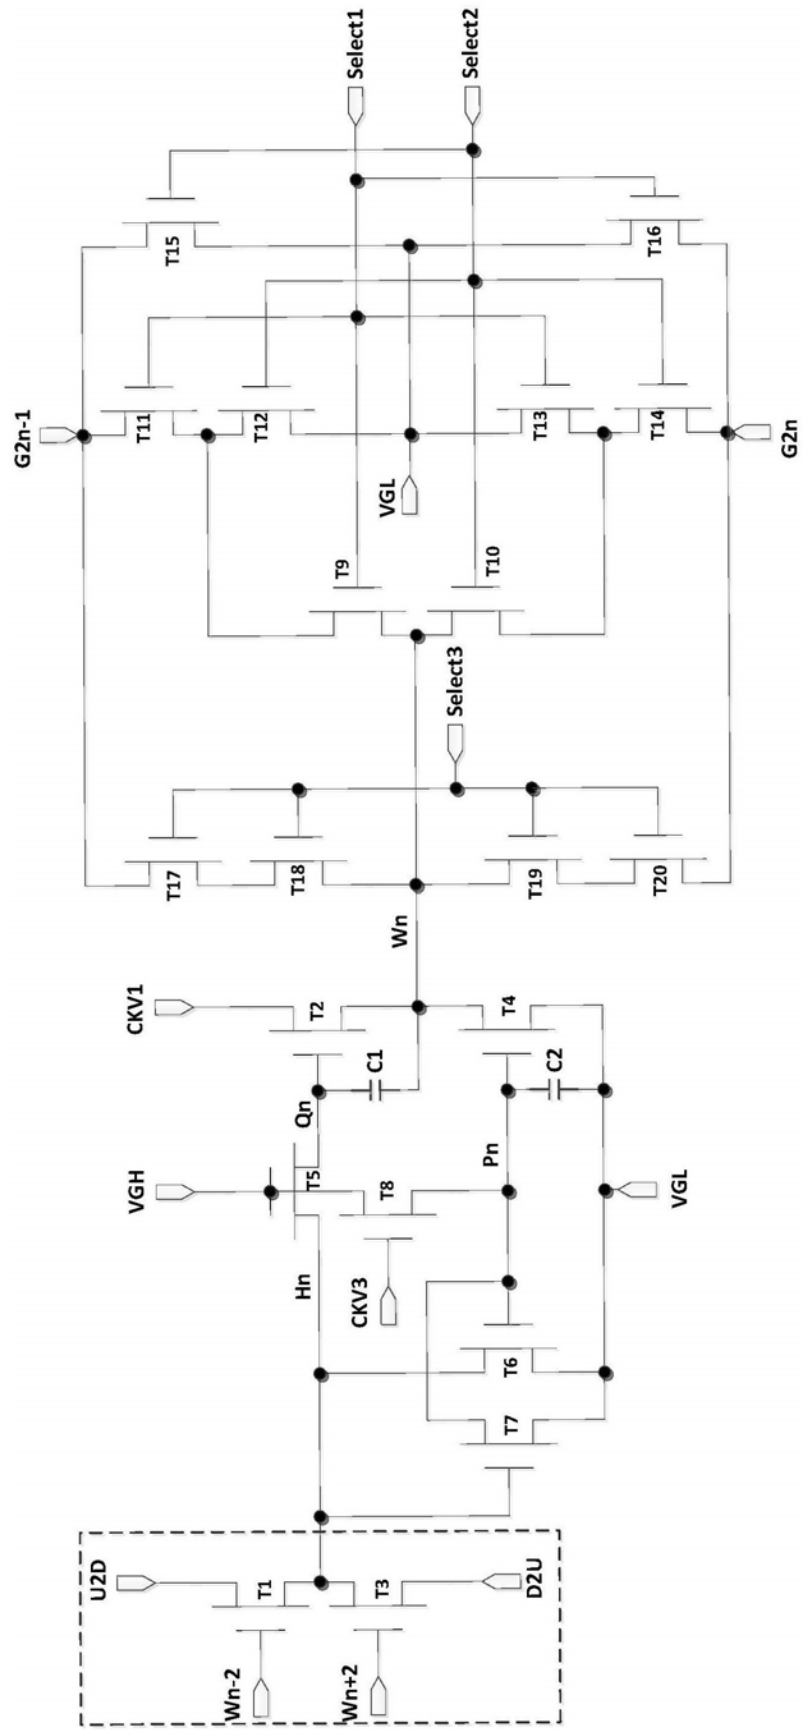 Select1
Select2
T15
T16
G2n-1
T11
T12
T13
T14
G2n
VGL
T9
T10
Select3
T17
T18
T19
T20
Wn
CKV1
T2
T4
C1
C2
Qn
Pn
VGH
T5
T8
VGL
Hn
CKV3
T6
T7
U2D
T1
T3
D2U
Wn-2
Wn+2